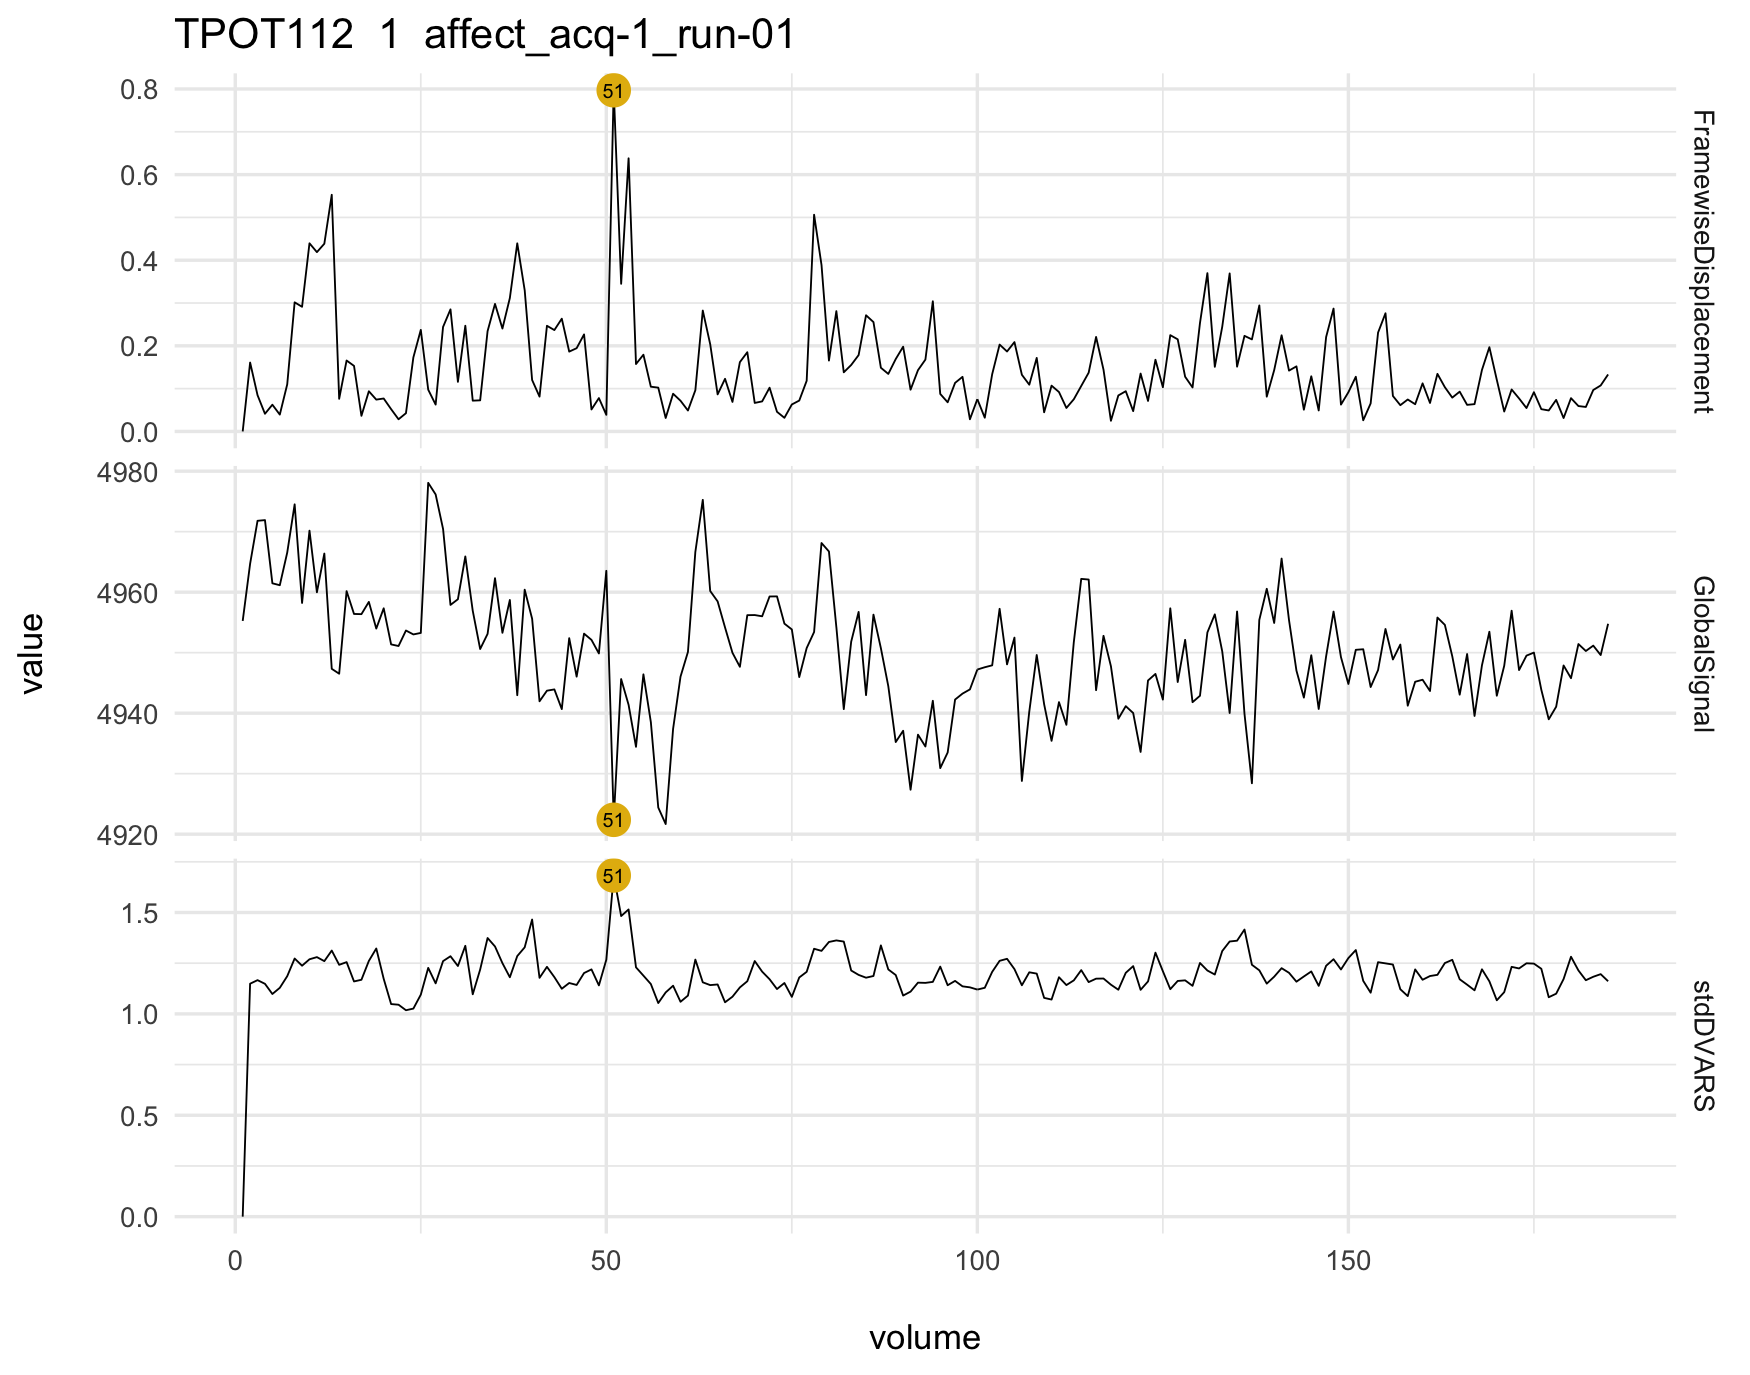 TPOT112 1 affect_acq-1_run-01
0.8
0.6
0.4
0.2
0.0
51
FramewiseDisplacement
4980
4960
4940
4920
51
GlobalSignal
51
1.5
1.0
0.5
0.0
stdDVARS
value
0 50 100 150
volume